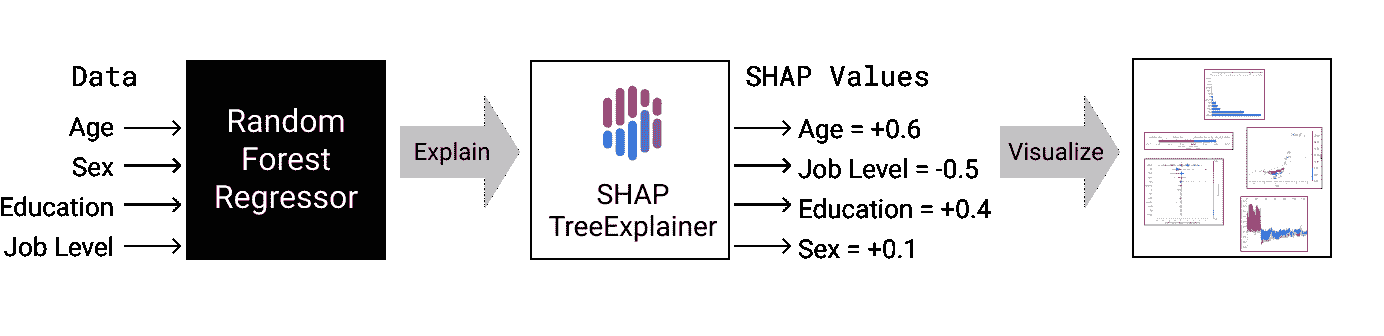 Data
Age
Sex
Education
Job Level
Random
Forest
Regressor
Explain
SHAP
TreeExplainer
SHAP Values
Age = +0.6
Job Level = -0.5
Education = +0.4
Sex = +0.1
Visualize